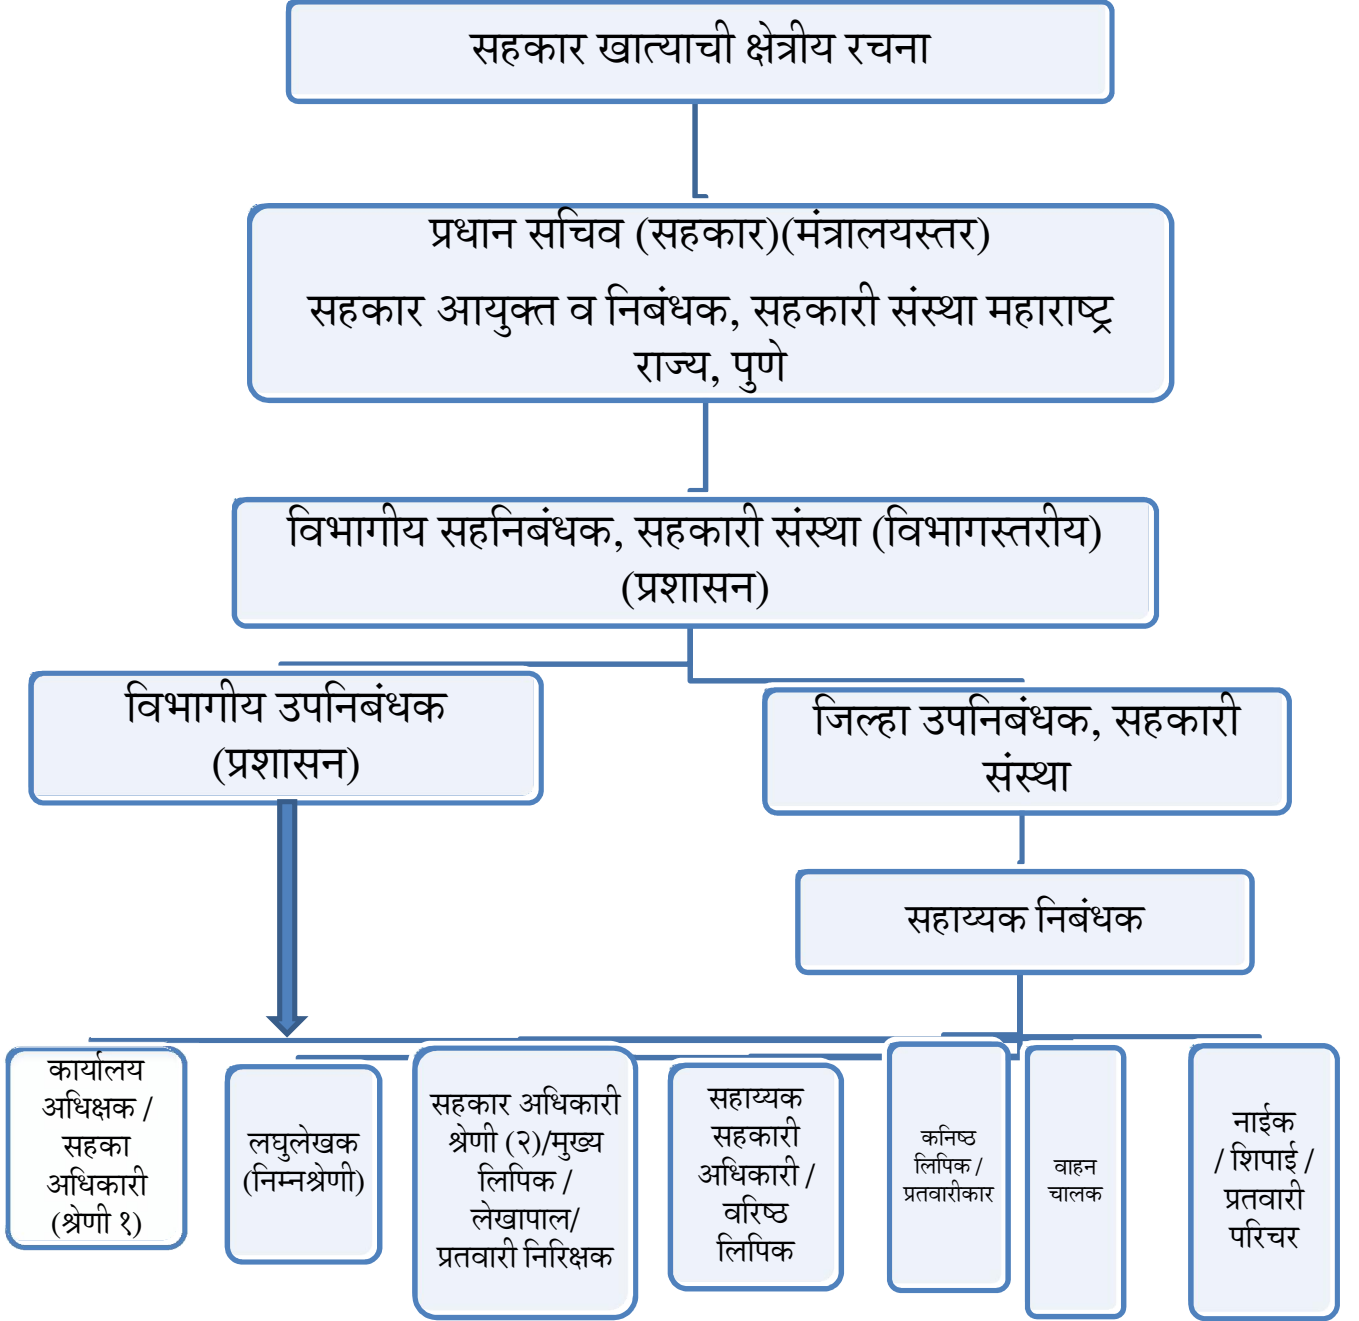 सहकार खात्याची क्षेत्रीय रचना
प्रधान सचिव (सहकार)(मंत्रालयस्तर)
सहकार आयुक्त व निबंधक, सहकारी संस्था महाराष्ट्र
राज्य, पुणे
विभागीय सहनिबंधक, सहकारी संस्था (विभागस्तरीय)
(प्रशासन)
विभागीय उपनिबंधक
(प्रशासन)
जिल्हा उपनिबंधक, सहकारी
संस्था
सहाय्यक निबंधक
कार्यालय
अधिक्षक /
सहका
अधिकारी
(श्रेणी १)
लघुलेखक
(निम्नश्रेणी)
सहकार अधिकारी
श्रेणी (२)/मुख्य
लिपिक /
लेखापाल/
प्रतवारी निरिक्षक
सहाय्यक
सहकारी
अधिकारी /
वरिष्ठ
लिपिक
कनिष्ठ
लिपिक /
प्रतवारीकार
वाहन
चालक
नाईक
/ शिपाई /
प्रतवारी
परिचर